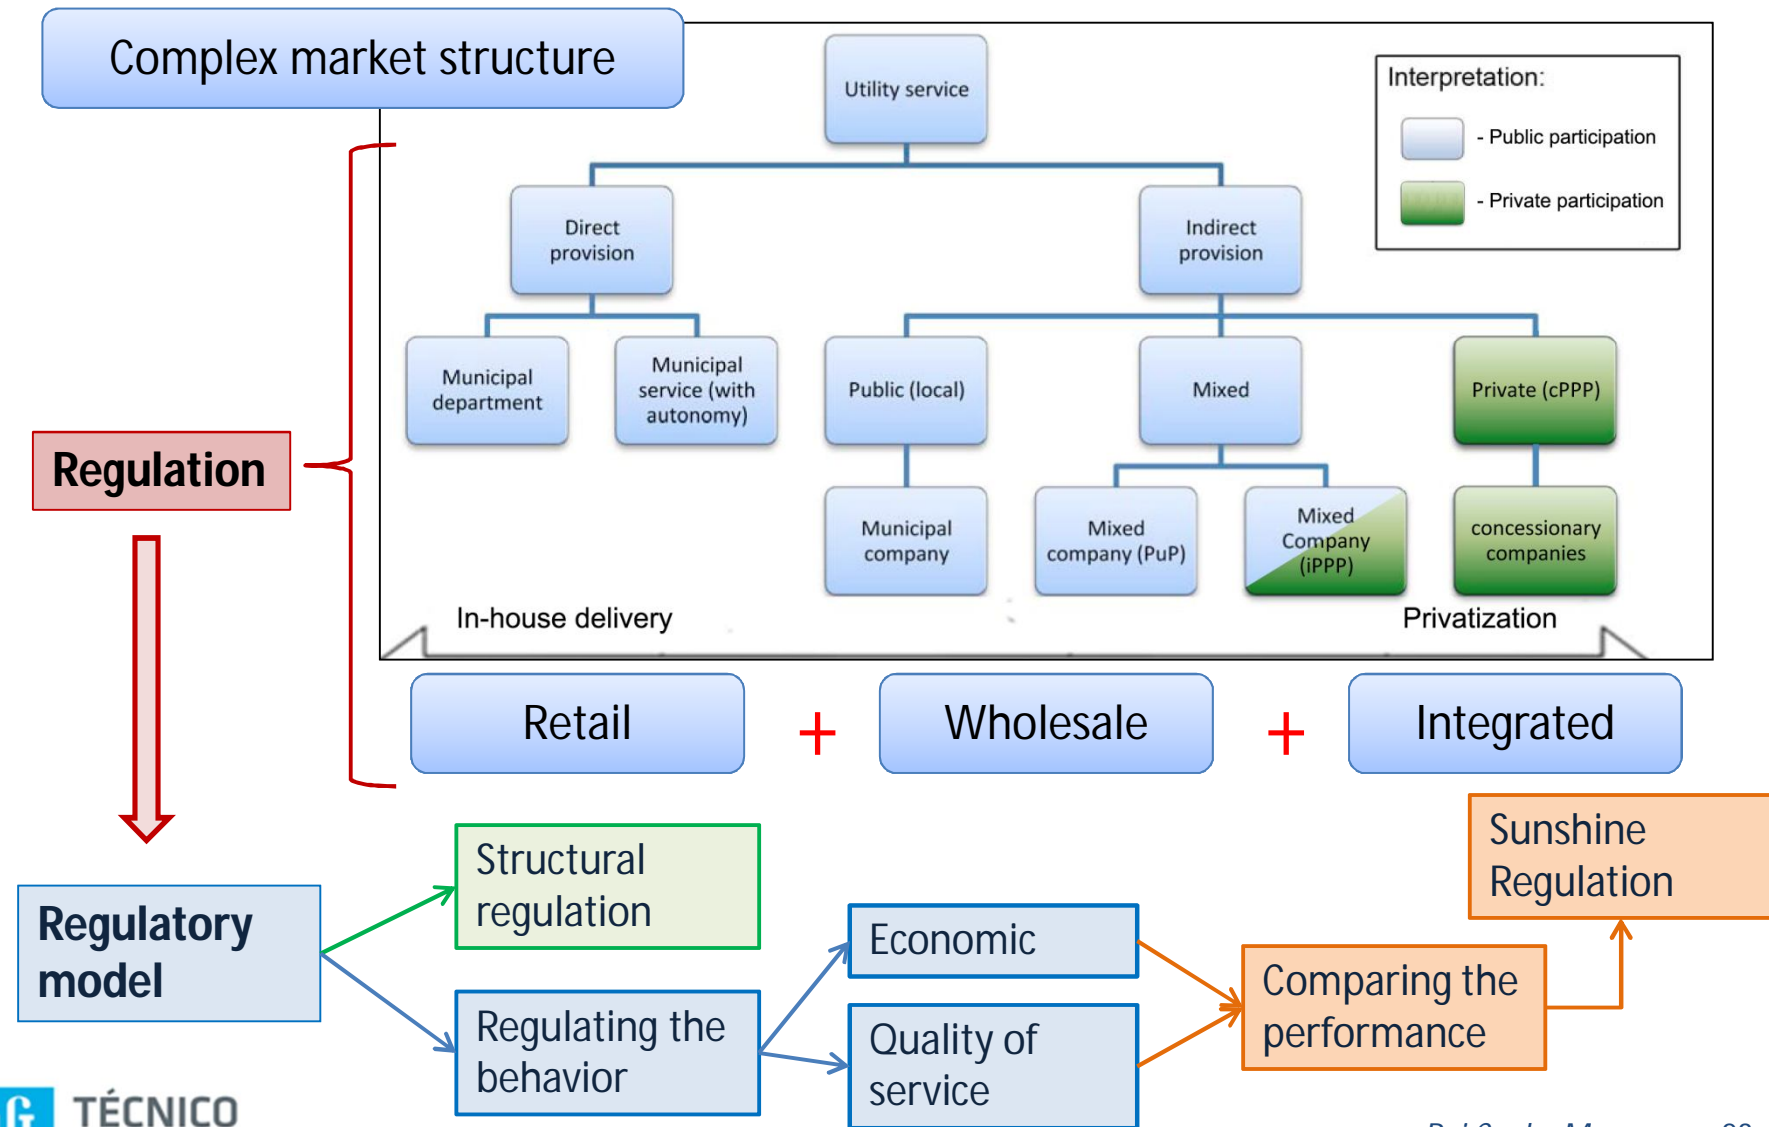 Complex market structure
Utility service
Interpretation:
- Public participation
- Private participation
Direct
provision
Indirect
provision
Municipal
department
Municipal
service (with
autonomy)
Public (local)
Mixed
Private (cPPP)
Regulation
Municipal
company
Mixed
company (PuP)
Mixed
Company
(iPPP)
concessionary
companies
In-house delivery
Privatization
Retail
+
Wholesale
+
Integrated
Sunshine
Regulation
Structural
regulation
Regulatory
model
Economic
Comparing the
performance
Regulating the
behavior
Quality of
service
TÉCNICO